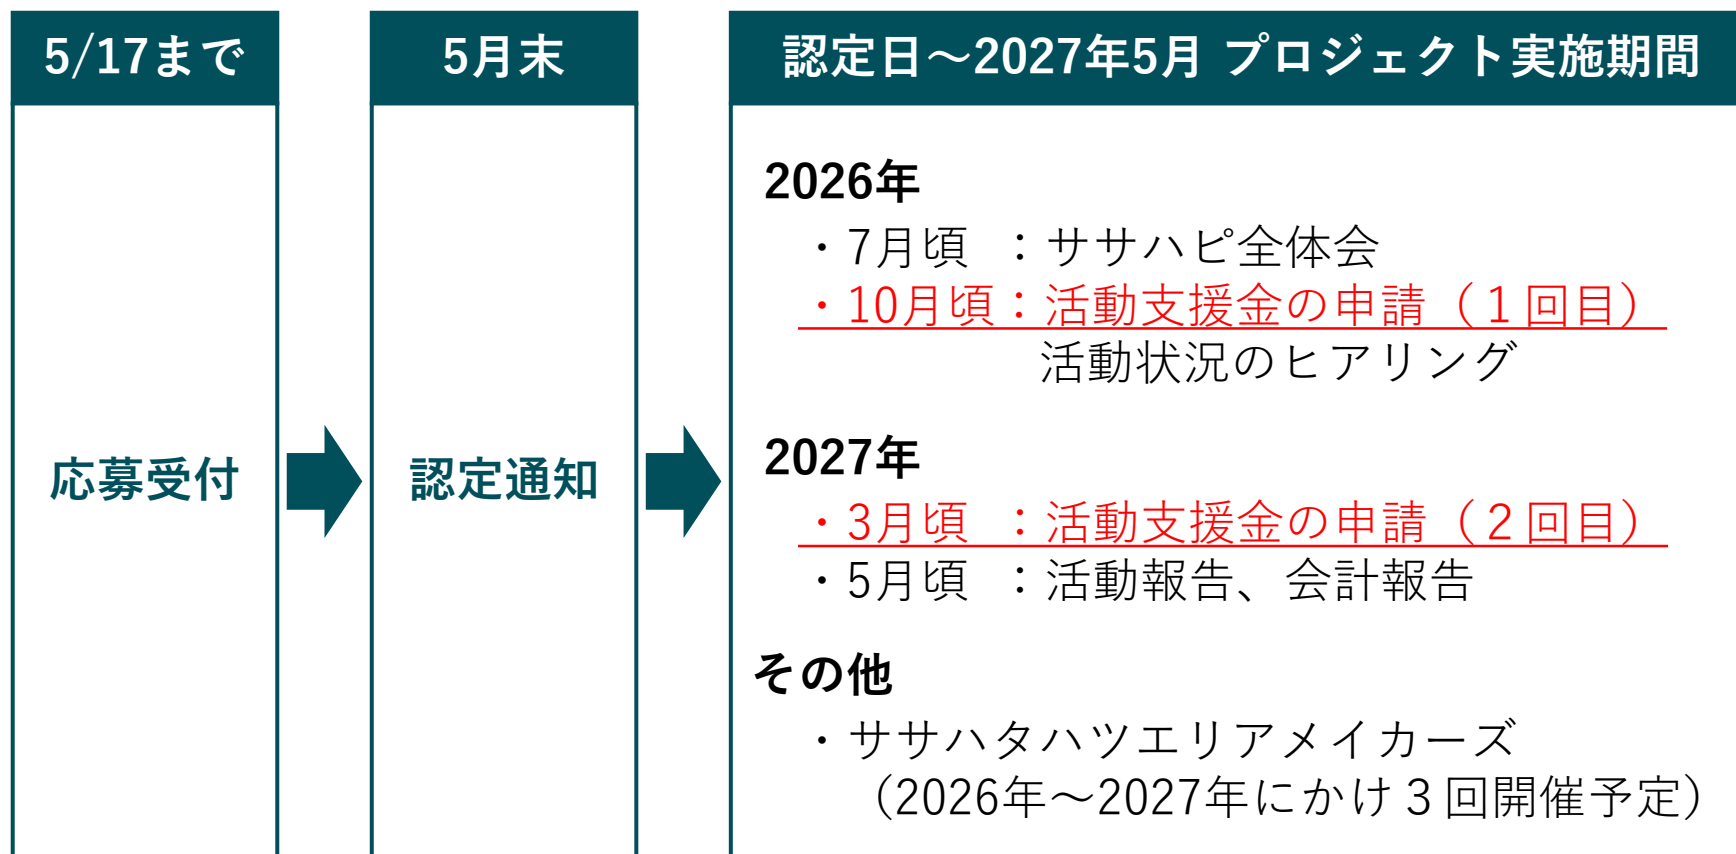 5/17まで
応募受付
5月末
認定通知
認定日～2027年5月 プロジェクト実施期間
2026年
・7月頃 ：ササハピ全体会
・10月頃：活動支援金の申請（１回目）
活動状況のヒアリング
2027年
・3月頃 ：活動支援金の申請（２回目）
・5月頃 ：活動報告、会計報告
その他
・ササハタハツエリアメイカーズ
（2026年～2027年にかけ３回開催予定）